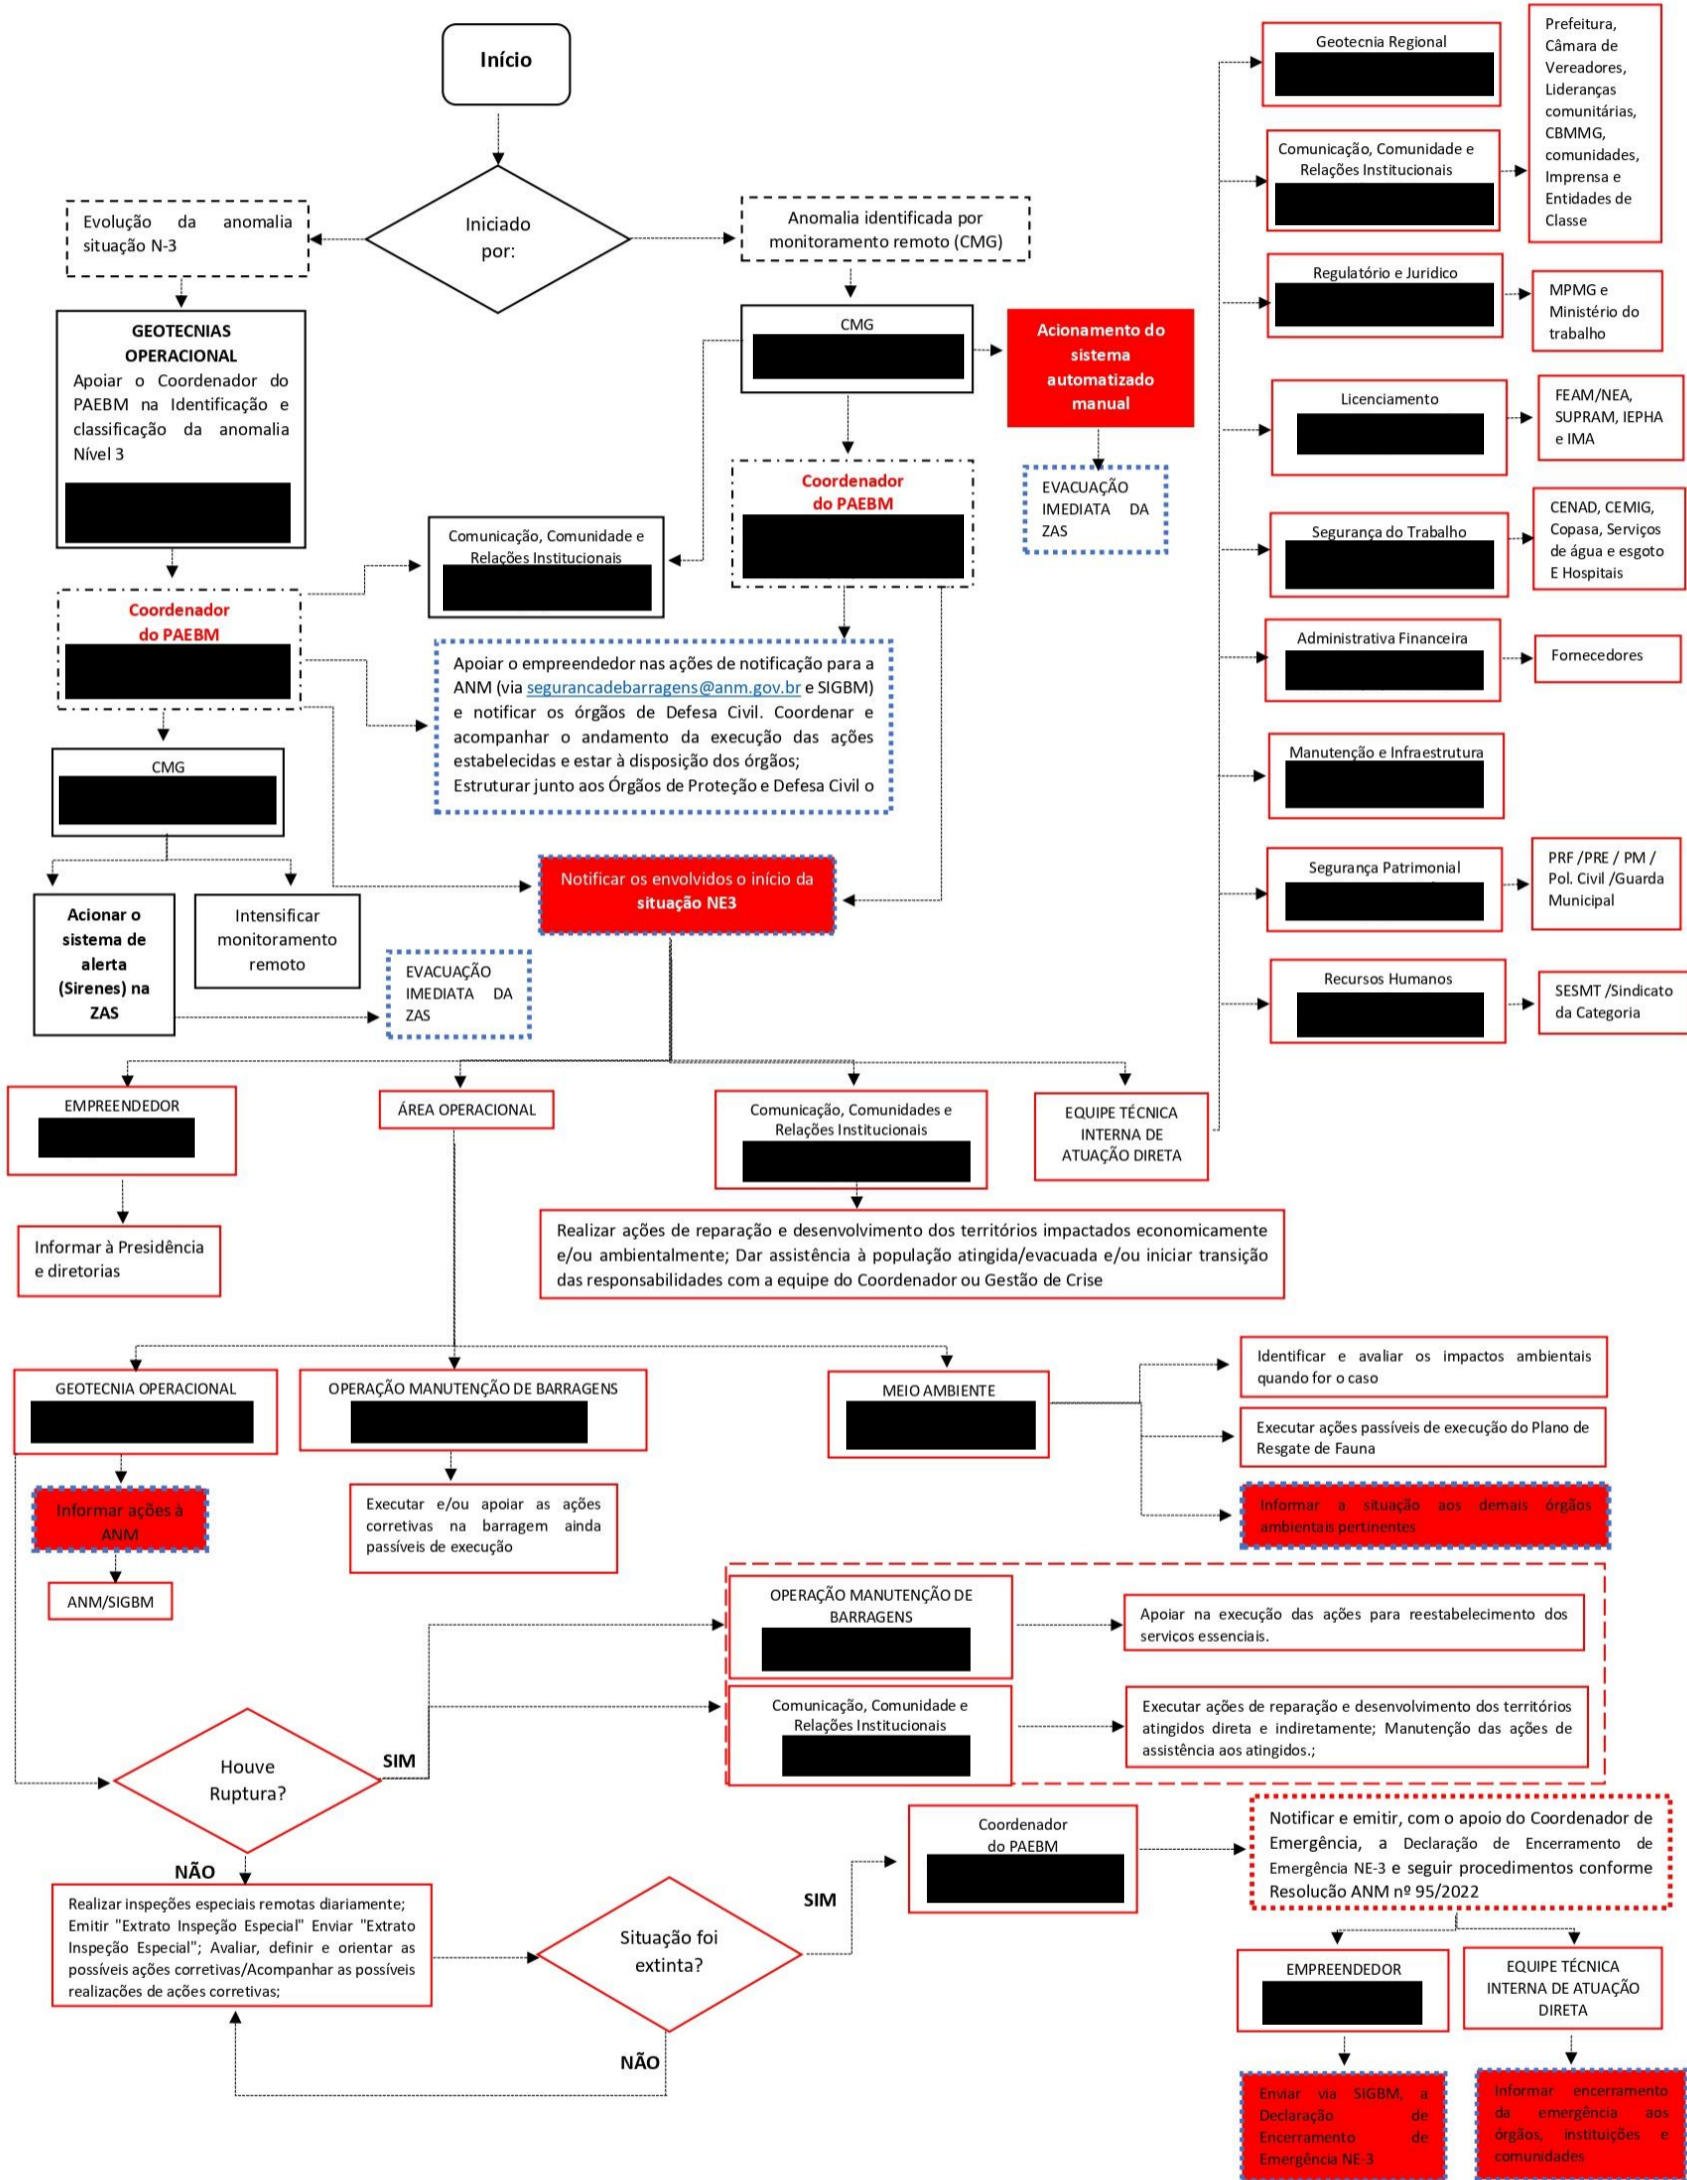 Início
Iniciado
por:
Evolução da anomalia
situação N-3
Anomalia identificada por
monitoramento remoto (CMG)
GEOTECNIAS
OPERACIONAL
Apoiar o Coordenador do
PAEBM na Identificação e
classificação da anomalia
Nível 3
CMG
Acionamento do
sistema
automatizado
manual
Coordenador
do PAEBM
EVACUAÇÃO
IMEDIATA DA
ZAS
Comunicação, Comunidade e
Relações Institucionais
Coordenador
do PAEBM
Apoiar o empreendedor nas ações de notificação para a
ANM (via segurancadebarragens@anm.gov.br e SIGBM)
e notificar os órgãos de Defesa Civil. Coordenar e
acompanhar o andamento da execução das ações
estabelecidas e estar à disposição dos órgãos;
Estruturar junto aos Órgãos de Proteção e Defesa Civil o
CMG
Acionar o
sistema de
alerta
(Sirenes) na
ZAS
Intensificar
monitoramento
remoto
EVACUAÇÃO
IMEDIATA DA
ZAS
Notificar os envolvidos o início da
situação NE3
Geotecnia Regional
Comunicação, Comunidade e
Relações Institucionais
Prefeitura,
Câmara de
Vereadores,
Lideranças
comunitárias,
CBMMG,
comunidades,
Imprensa e
Entidades de
Classe
Regulatório e Juridico
MPMG e
Ministério do
trabalho
Licenciamento
FEAM/NEA,
SUPRAM, IEPHA
e IMA
Segurança do Trabalho
CENAD, CEMIG,
Copasa, Serviços
de água e esgoto
E Hospitais
Administrativa Financeira
Fornecedores
Manutenção e Infraestrutura
Segurança Patrimonial
PRF /PRE / PM /
Pol. Civil /Guarda
Municipal
Recursos Humanos
SESMT /Sindicato
da Categoria
EMPREENDEDOR
ÁREA OPERACIONAL
Comunicação, Comunidades e
Relações Institucionais
EQUIPE TÉCNICA
INTERNA DE
ATUAÇÃO DIRETA
Informar à Presidência
e diretorias
Realizar ações de reparação e desenvolvimento dos territórios impactados economicamente
e/ou ambientalmente; Dar assistência à população atingida/evacuada e/ou iniciar transição
das responsabilidades com a equipe do Coordenador ou Gestão de Crise
GEOTECNIA OPERACIONAL
OPERAÇÃO MANUTENÇÃO DE BARRAGENS
MEIO AMBIENTE
Identificar e avaliar os impactos ambientais
quando for o caso
Executar ações passíveis de execução do Plano de
Resgate de Fauna
Informar a situação aos demais órgãos
ambientais pertinentes
Informar ações à
ANM
ANM/SIGBM
Executar e/ou apoiar as ações
corretivas na barragem ainda
passíveis de execução
OPERAÇÃO MANUTENÇÃO DE
BARRAGENS
Apoiar na execução das ações para reestabelecimento dos
servicos essenciais.
Comunicação, Comunidade e
Relações Institucionais
Executar ações de reparação e desenvolvimento dos territórios
atingidos direta e indiretamente; Manutenção das ações de
assistência aos atingidos.;
Houve
Ruptura?
SIM
NÃO
Realizar inspeções especiais remotas diariamente;
Emitir "Extrato Inspeção Especial" Enviar "Extrato
Inspeção Especial"; Avaliar, definir e orientar as
possíveis ações corretivas/Acompanhar as possíveis
realizações de ações corretivas;
Situação foi
extinta?
SIM
NÃO
Coordenador
do PAEBM
Notificar e emitir, com o apoio do Coordenador de
Emergência, a Declaração de Encerramento de
Emergência NE-3 e seguir procedimentos conforme
Resolução ANM nº 95/2022
EMPREENDEDOR
EQUIPE TÉCNICA
INTERNA DE ATUAÇÃO
DIRETA
Enviar via SIGBM, a
Declaração de
Encerramento de
Emergência NE-3
Informar encerramento
da emergência aos
órgãos, instituições e
comunidades